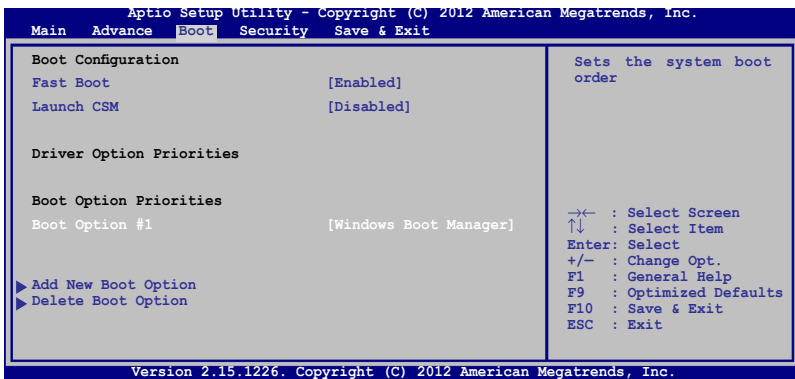 Aptio Setup Utility - Copyright (C) 2012 American Megatrends, Inc.
Main Advance Boot Security Save & Exit
Boot Configuration
Fast Boot [Enabled]
Launch CSM [Disabled]
Driver Option Priorities
Boot Option Priorities
Boot Option #1 [Windows Boot Manager]
Add New Boot Option
Delete Boot Option
Sets the system boot
order
→← : Select Screen
↑↓ : Select Item
Enter: Select
+/— : Change Opt.
F1 : General Help
F9 : Optimized Defaults
F10 : Save & Exit
ESC : Exit
Version 2.15.1226. Copyright (C) 2012 American Megatrends, Inc.